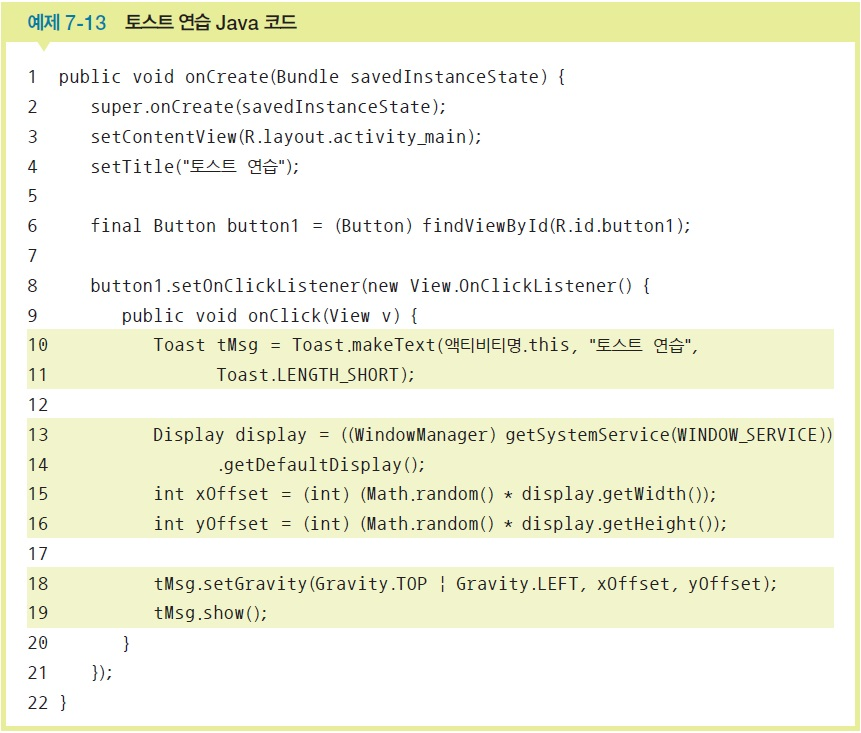 예제 7-13 토스트 연습 Java 코드
1 public void onCreate(Bundle savedInstanceState) {
2 super.onCreate(savedInstanceState);
3 setContentView(R.layout.activity_main);
4 setTitle("토스트 연습");
5
6 final Button button1 = (Button) findViewById(R.id.button1);
7
8 button1.setOnClickListener(new View.OnClickListener() {
9 public void onClick(View v) {
10 Toast tMsg = Toast.makeText(액티비티명.this, "토스트 연습",
11 Toast.LENGTH_SHORT);
12
13 Display display = ((WindowManager) getSystemService(WINDOW_SERVICE))
14 .getDefaultDisplay();
15 int xOffset = (int) (Math.random() * display.getWidth());
16 int yOffset = (int) (Math.random() * display.getHeight());
17
18 tMsg.setGravity(Gravity.TOP ¦ Gravity.LEFT, xOffset, yOffset);
19 tMsg.show();
20 }
21 });
22 }